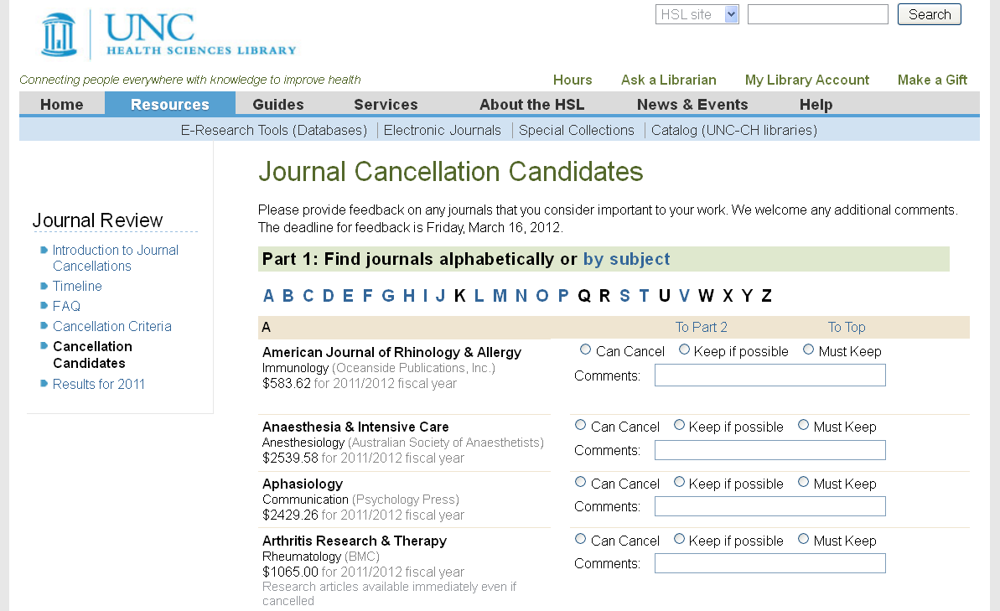 HSL site
Search
UNC
HEALTH SCIENCES LIBRARY
Connecting people everywhere with knowledge to improve health
Hours Ask a Librarian My Library Account Make a Gift
Home Resources Guides Services About the HSL News & Events Help
E-Research Tools (Databases) Electronic Journals Special Collections Catalog (UNC-CH libraries)
Journal Review
Introduction to Journal
Cancellations
Timeline
FAQ
Cancellation Criteria
Cancellation
Candidates
Results for 2011
Journal Cancellation Candidates
Please provide feedback on any journals that you consider important to your work. We welcome any additional comments.
The deadline for feedback is Friday, March 16, 2012.
Part 1: Find journals alphabetically or by subject
A B C D E F G H I J K L M N O P Q R S T U V W X Y Z
A To Part 2 To Top
American Journal of Rhinology & Allergy
Immunology (Oceanside Publications, Inc.)
$583.62 for 2011/2012 fiscal year
Can Cancel Keep if possible Must Keep
Comments:
Anaesthesia & Intensive Care
Anesthesiology (Australian Society of Anaesthetists)
$2539.58 for 2011/2012 fiscal year
Can Cancel Keep if possible Must Keep
Comments:
Aphasiology
Communication (Psychology Press)
$2429.26 for 2011/2012 fiscal year
Can Cancel Keep if possible Must Keep
Comments:
Arthritis Research & Therapy
Rheumatology (BMC)
$1065.00 for 2011/2012 fiscal year
Research articles available immediately even if
cancelled
Can Cancel Keep if possible Must Keep
Comments: